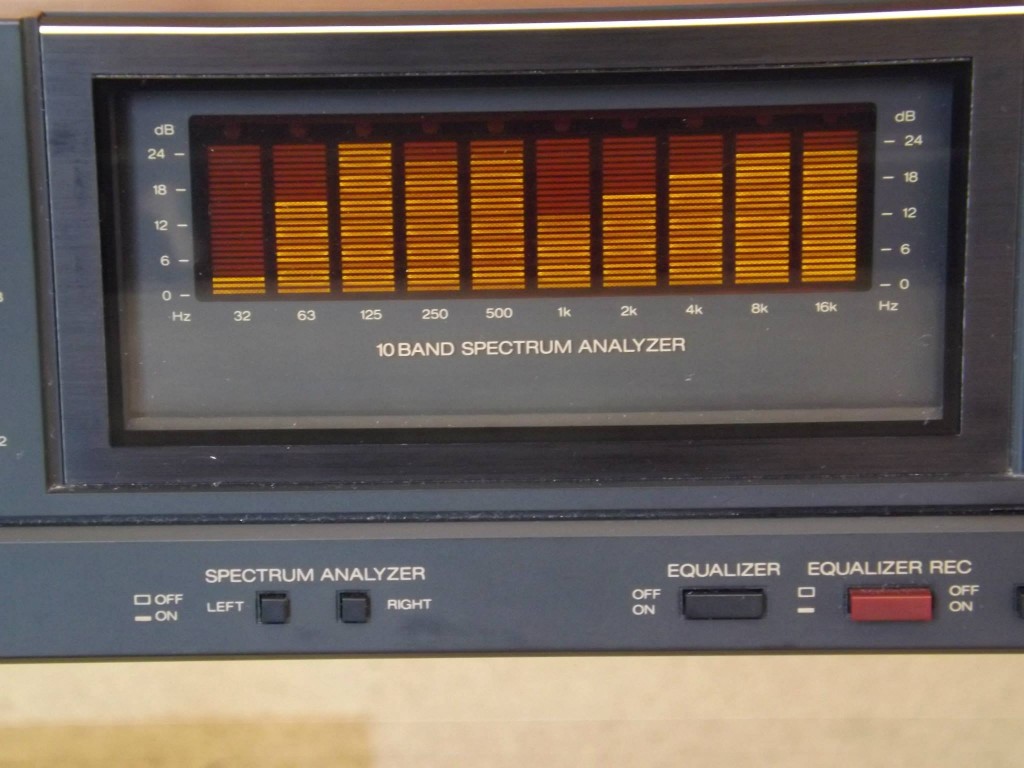 dB
24
18
12
6
0
Hz 32 63 125 250 500 1k 2k 4k 8k 16k Hz
dB
24
18
12
6
0
10 BAND SPECTRUM ANALYZER
SPECTRUM ANALYZER
OFF
ON
LEFT
RIGHT
EQUALIZER
OFF
ON
EQUALIZER REC
OFF
ON
2